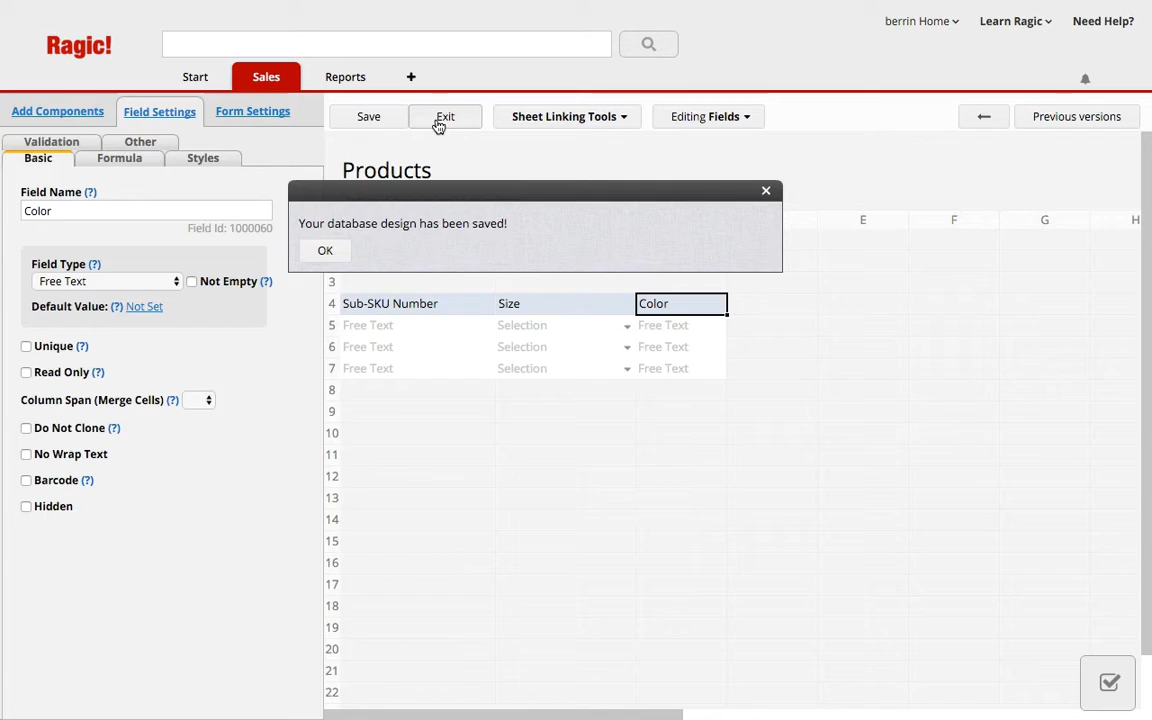 berrin Home Learn Ragic Need Help?
Ragic!
Start Sales Reports +
Add Components Field Settings Form Settings
Save Exit Sheet Linking Tools Editing Fields Previous versions
Validation Other
Basic Formula Styles
Products
Field Name (?)
Color
Field Id: 1000060
Your database design has been saved!
OK
E F G H
Field Type (?)
Free Text Not Empty (?)
Default Value: (?) Not Set
Unique (?)
Read Only (?)
Column Span (Merge Cells) (?)
Do Not Clone (?)
No Wrap Text
Barcode (?)
Hidden
3
4 Sub-SKU Number Size Color
5 Free Text Selection Free Text
6 Free Text Selection Free Text
7 Free Text Selection Free Text
8
9
10
11
12
13
14
15
16
17
18
19
20
21
22